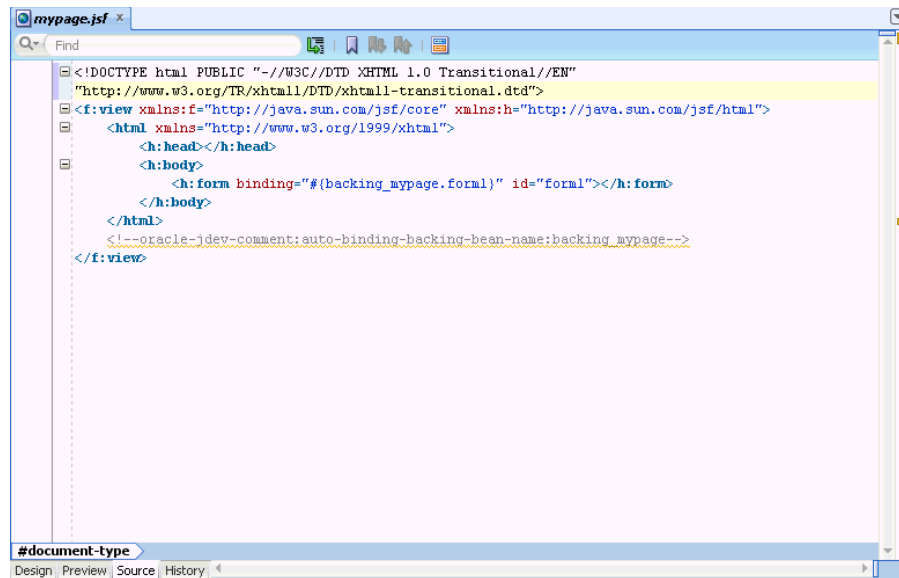 mypage.jsf
Find
<!DOCTYPE html PUBLIC "-//W3C//DTD XHTML 1.0 Transitional//EN"
"http://www.w3.org/TR/xhtml1/DTD/xhtml1-transitional.dtd">
<f:view xmlns:f="http://java.sun.com/jsf/core" xmlns:h="http://java.sun.com/jsf/html">
<html xmlns="http://www.w3.org/1999/xhtml">
<h:head></h:head>
<h:body>
<h:form binding="#{backing_mypage.form1}" id="form1"></h:form>
</h:body>
</html>
<!--oracle-jdev-comment:auto-binding-backing-bean-name:backing_mypage-->
</f:view>
#document-type
Design Preview Source History